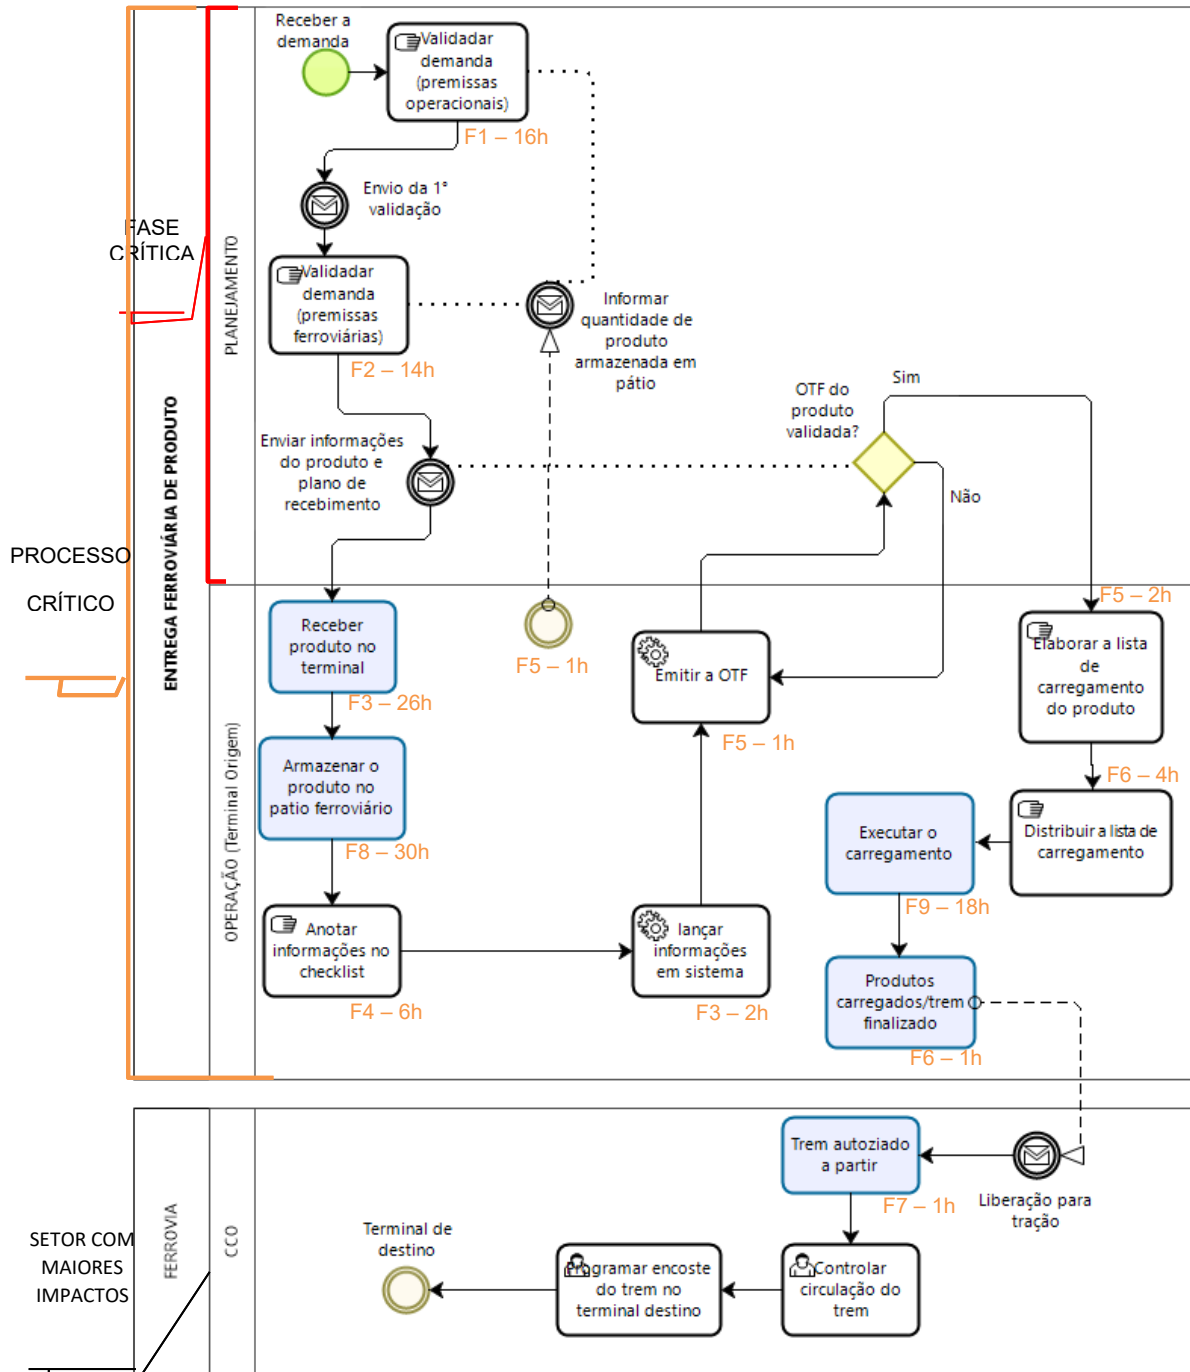 Receber a
demanda
Validadar
demanda
(premissas
operacionais)
F1 – 16h
Envio da 1°
validação
FASE
CRÍTICA
PLANEJAMENTO
Validadar
demanda
(premissas
ferroviárias)
F2 – 14h
Informar
quantidade de
produto
armazenada em
pátio
OTF do
produto
validada?
Sim
Não
Enviar informações
do produto e
plano de
recebimento
ENTREGA FERROVIÁRIA DE PRODUTO
PROCESSO
CRÍTICO
OPERAÇÃO (Terminal Origem)
Receber
produto no
terminal
F3 – 26h
F5 – 1h
Emitir a OTF
F5 – 1h
F5 – 2h
Elaborar a lista
de
carregamento
do produto
F6 – 4h
Armazenar o
produto no
patio ferroviário
F8 – 30h
Executar o
carregamento
F9 – 18h
Distribuir a lista de
carregamento
Anotar
informações no
checklist
F4 – 6h
lançar
informações
em sistema
F3 – 2h
Produtos
carregados/trem
finalizado
F6 – 1h
FERROVIA
CCO
Trem autoziado
a partir
F7 – 1h
Liberação para
tração
SETOR COM
MAIORES
IMPACTOS
Terminal de
destino
Programar encoste
do trem no
terminal destino
Controlar
circulação do
trem